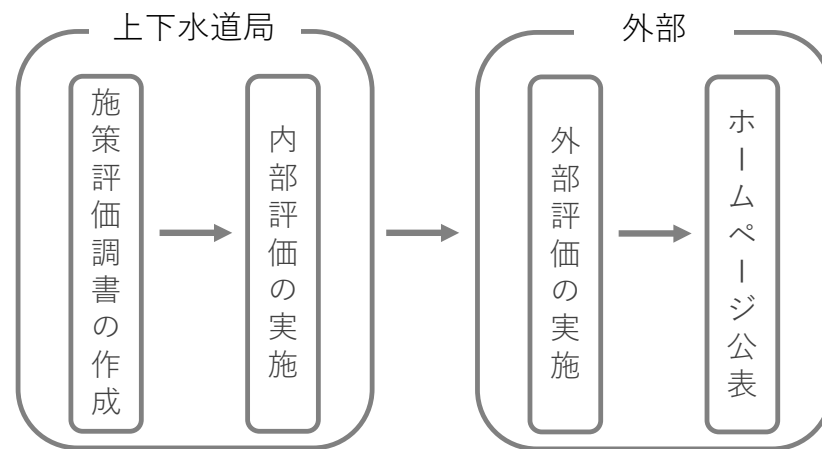 上下水道局
施策評価調書の作成
内部評価の実施
外部
外部評価の実施
ホームページ公表